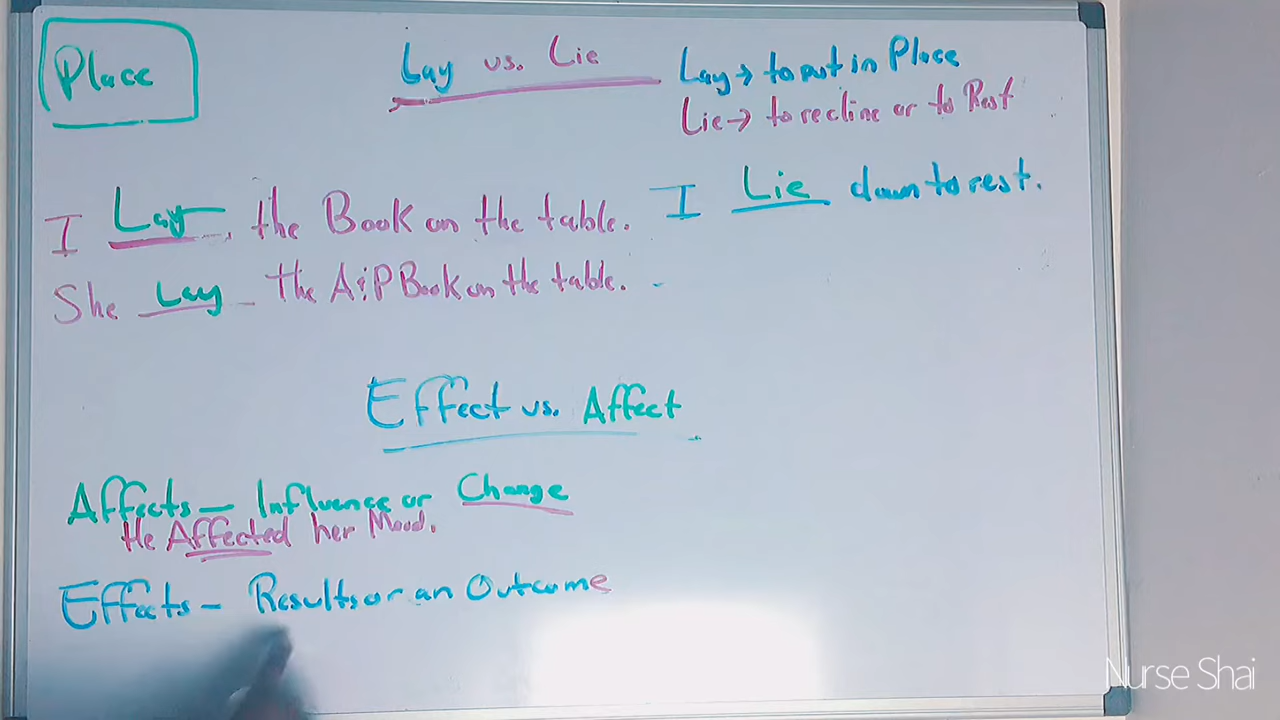 Place
Lay vs. Lie
Lay → to put in Place
Lie → to recline or to Rest
I Lay the Book on the table.
I Lie down to rest.
She Lay the A&P Book on the table.
Effect vs. Affect
Affects – Influence or Change
He Affected her Mood.
Effects – Results or an Outcome
Nurse Shai